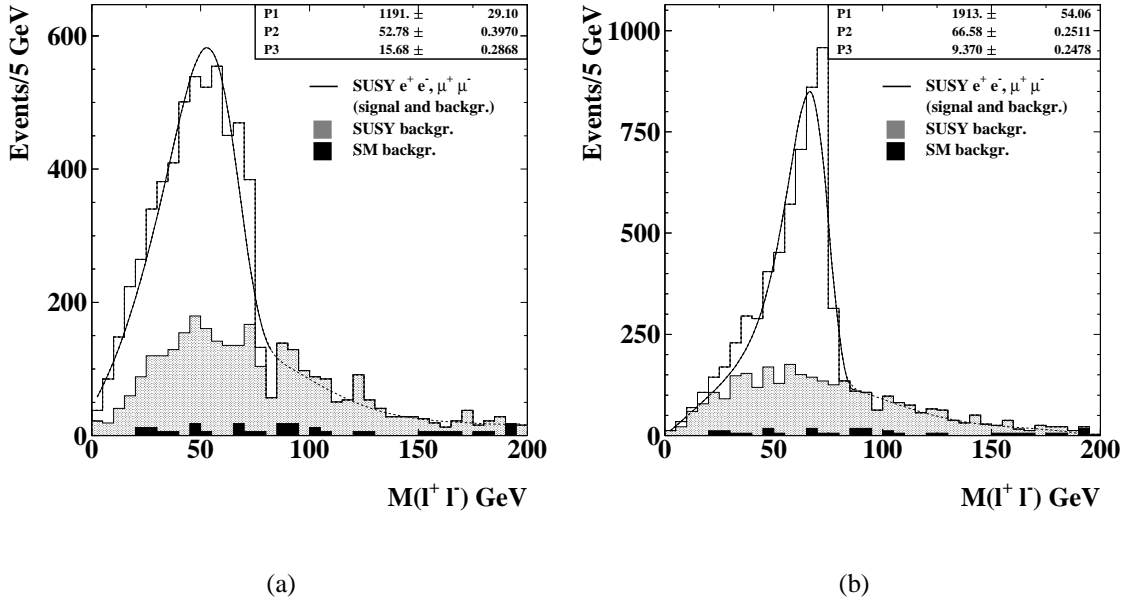 P1 1191. ± 29.10
P2 52.78 ± 0.3970
P3 15.68 ± 0.2868
SUSY e+ e-, μ+ μ-
(signal and backgr.)
SUSY backgr.
SM backgr.
Events/5 GeV
600
400
200
0
0 50 100 150 200
M(l+ l-) GeV
(a)
P1 1913. ± 54.06
P2 66.58 ± 0.2511
P3 9.370 ± 0.2478
SUSY e+ e-, μ+ μ-
(signal and backgr.)
SUSY backgr.
SM backgr.
Events/5 GeV
1000
750
500
250
0
0 50 100 150 200
M(l+ l-) GeV
(b)